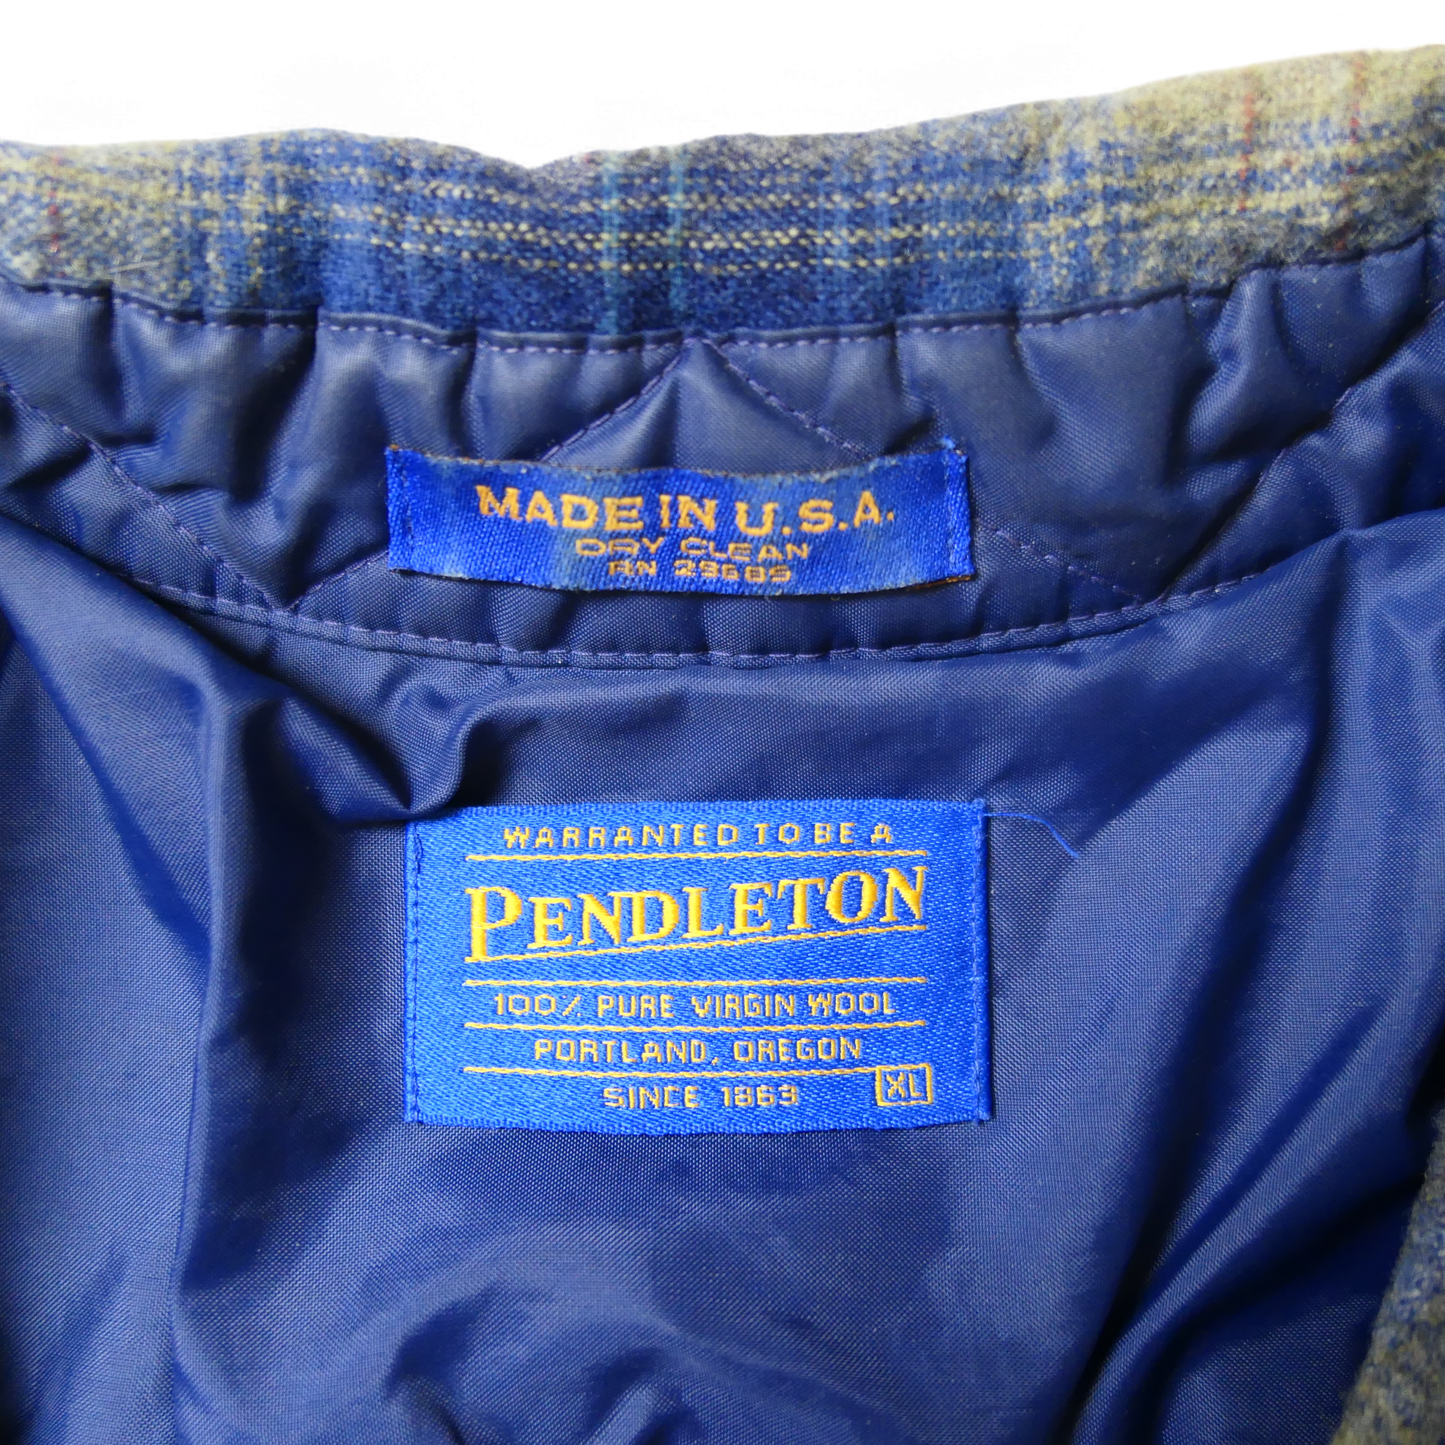 MADE IN U.S.A.
DRY CLEAN
RN 29685
WARRANTED TO BE A
PENDLETON
100% PURE VIRGIN WOOL
PORTLAND, OREGON
SINCE 1863
XL